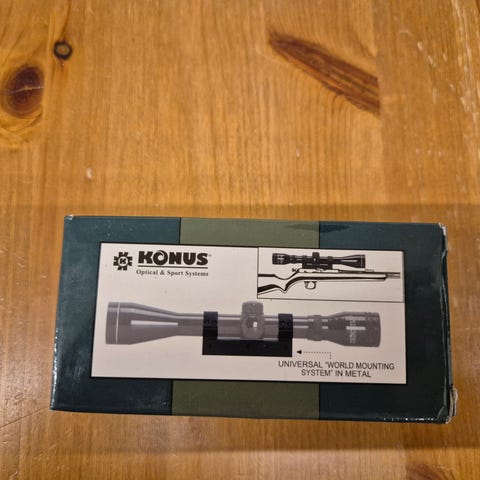 KONUS
Optical & Sport Systems
UNIVERSAL "WORLD MOUNTING
SYSTEM" IN METAL